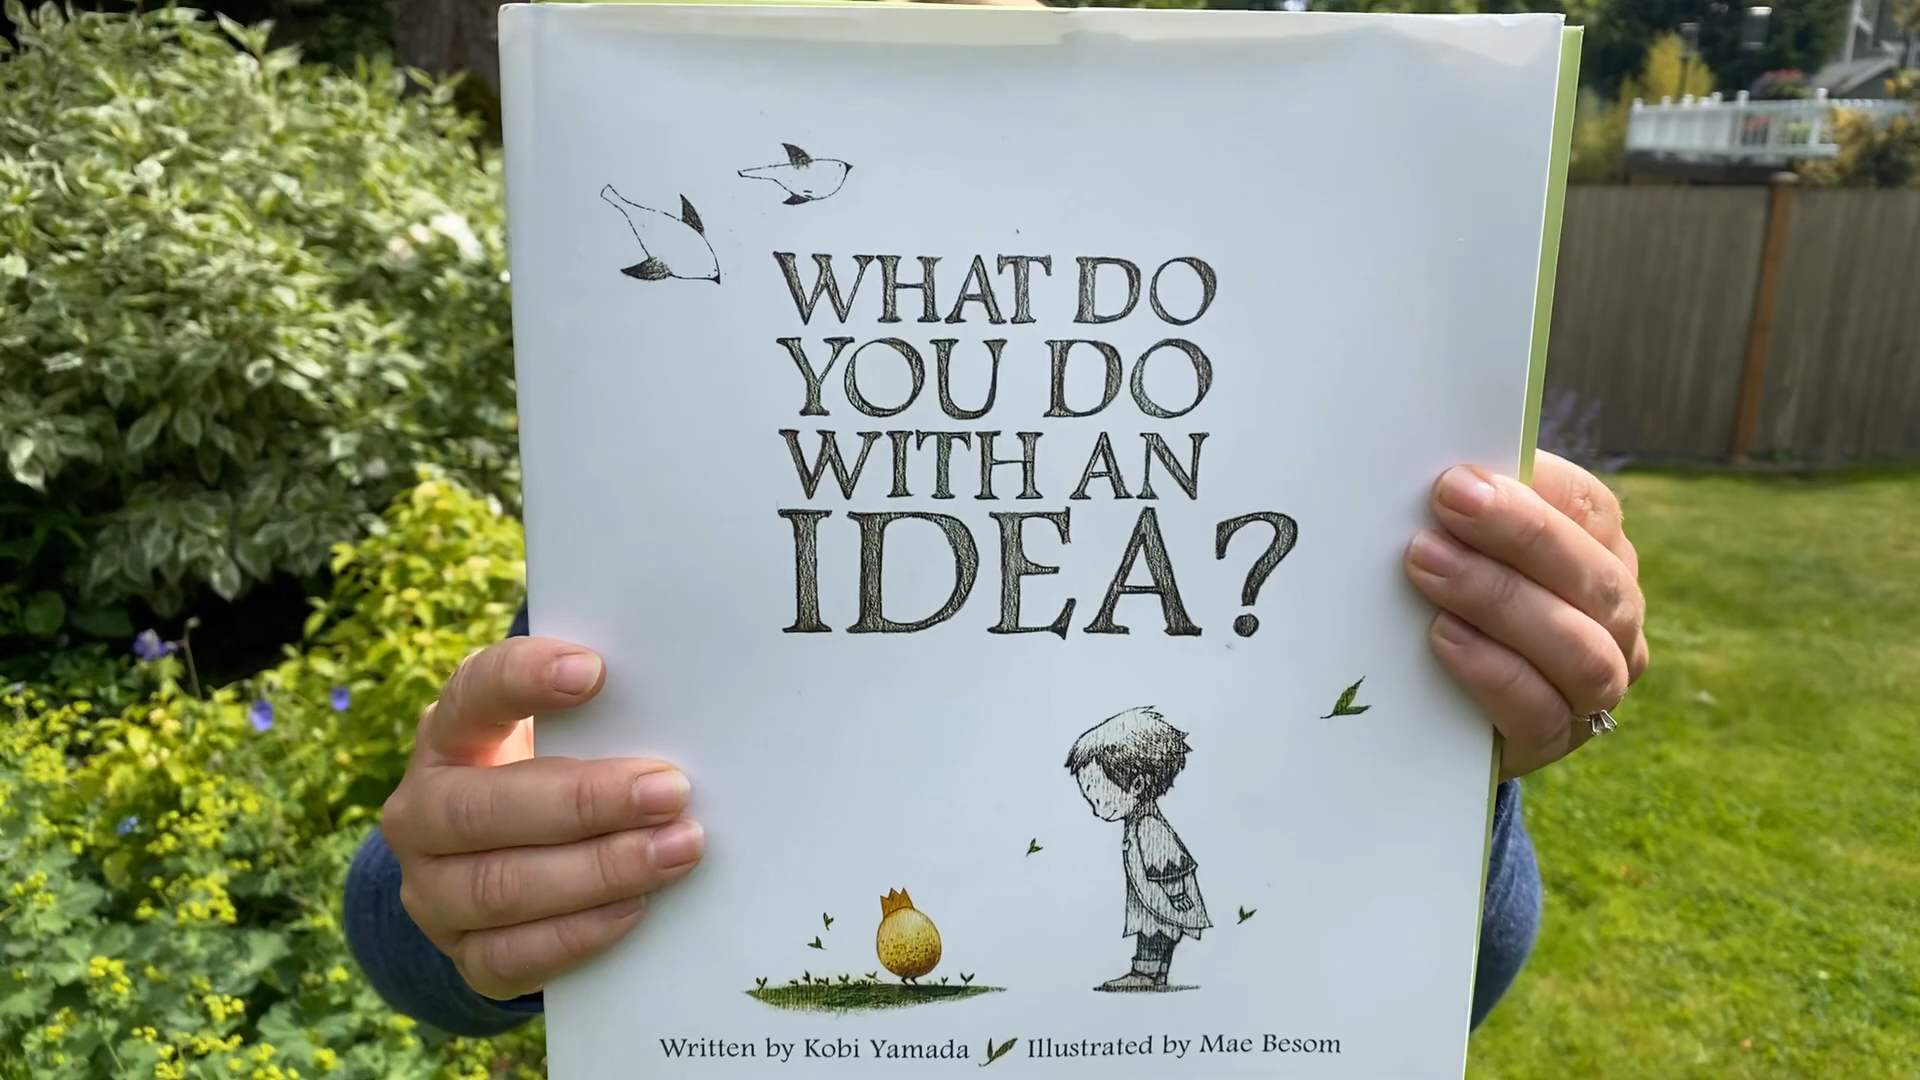 WHAT DO
YOU DO
WITH AN
IDEA?
Written by Kobi Yamada Illustrated by Mae Besom